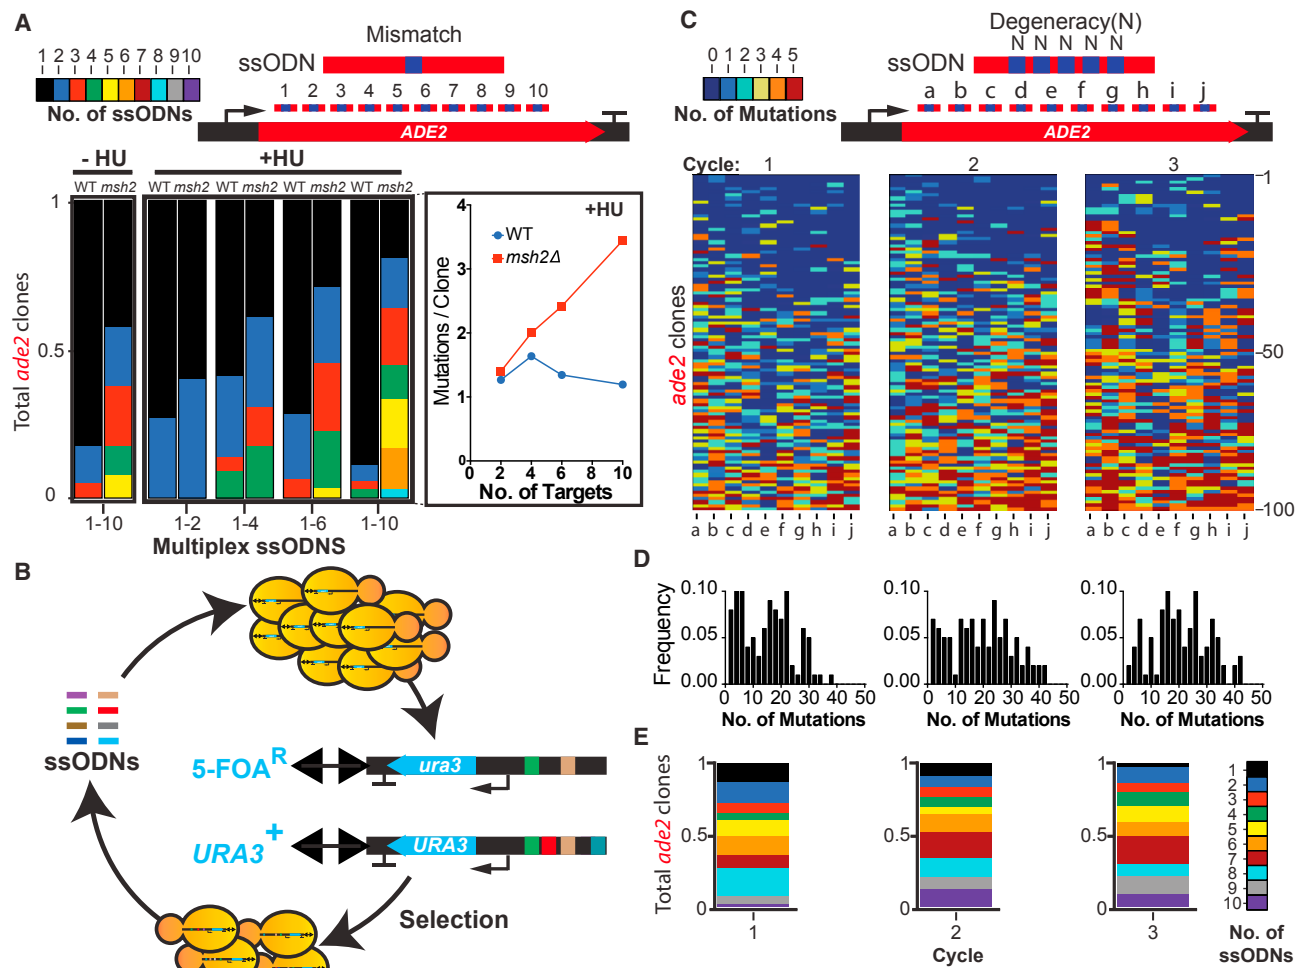 A
1 2 3 4 5 6 7 8 9 10
No. of ssODNs
Mismatch
ssODN
1 2 3 4 5 6 7 8 9 10
ADE2
- HU
+HU
WT msh2 WT msh2 WT msh2 WT msh2 WT msh2
Total ade2 clones
1
0.5
0
1-10 1-2 1-4 1-6 1-10
Multiplex ssODNS
+HU
WT
msh2Δ
Mutations / Clone
4
3
2
1
0
0 2 4 6 8 10
No. of Targets
B
ssODNs
5-FOA^R
ura3
URA3^+
URA3
Selection
C
0 1 2 3 4 5
No. of Mutations
Degeneracy(N)
N N N N N
ssODN
a b c d e f g h i j
ADE2
Cycle: 1 2 3
ade2 clones
1
50
100
a b c d e f g h i j
a b c d e f g h i j
a b c d e f g h i j
D
Frequency
0.10
0.05
0.00
0 10 20 30 40 50
No. of Mutations
0.10
0.05
0.00
0 10 20 30 40 50
No. of Mutations
0.10
0.05
0.00
0 10 20 30 40 50
No. of Mutations
E
Total ade2 clones
1
0.5
0
1
1
0.5
0
2
1
0.5
0
3
Cycle
1
2
3
4
5
6
7
8
9
10
No. of
ssODNs